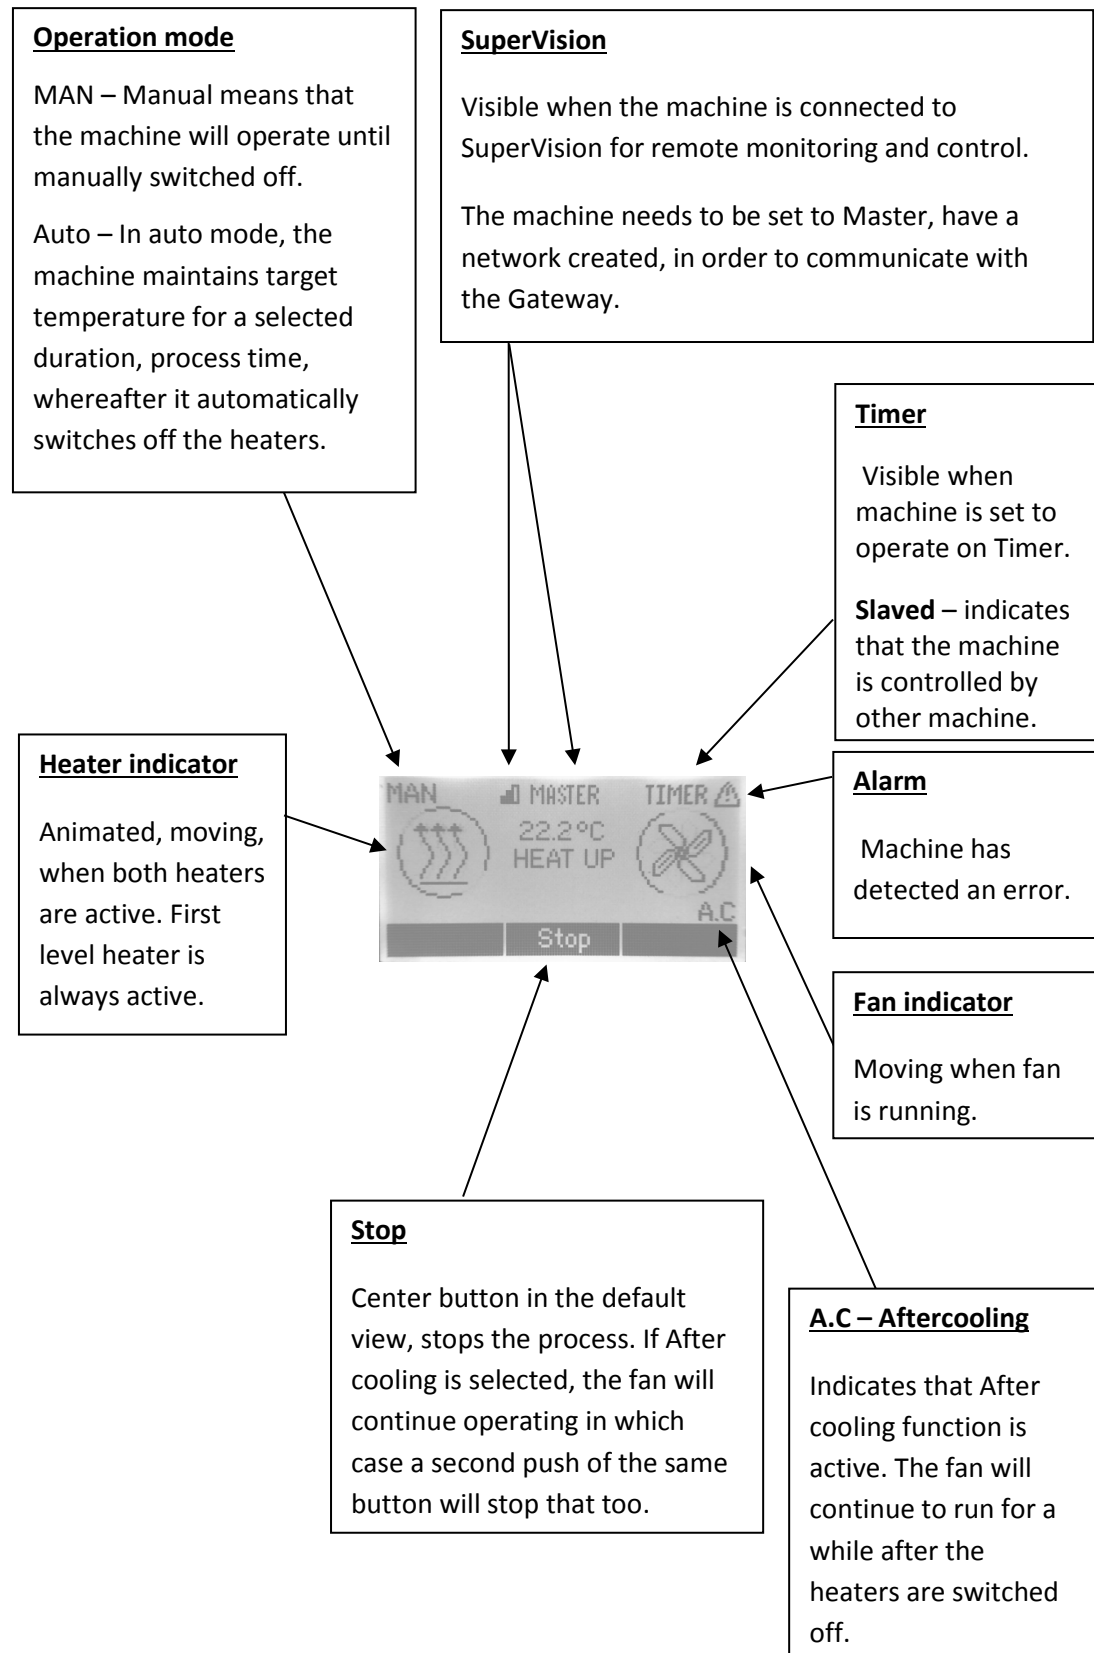 Operation mode
MAN – Manual means that
the machine will operate until
manually switched off.
Auto – In auto mode, the
machine maintains target
temperature for a selected
duration, process time,
whereafter it automatically
switches off the heaters.
SuperVision
Visible when the machine is connected to
SuperVision for remote monitoring and control.
The machine needs to be set to Master, have a
network created, in order to communicate with
the Gateway.
Timer
Visible when
machine is set to
operate on Timer.
Slaved – indicates
that the machine
is controlled by
other machine.
Heater indicator
Animated, moving,
when both heaters
are active. First
level heater is
always active.
MAN MASTER TIMER
22.2°C
HEAT UP
A.C
Stop
Alarm
Machine has
detected an error.
Fan indicator
Moving when fan
is running.
Stop
Center button in the default
view, stops the process. If After
cooling is selected, the fan will
continue operating in which
case a second push of the same
button will stop that too.
A.C – Aftercooling
Indicates that After
cooling function is
active. The fan will
continue to run for a
while after the
heaters are switched
off.